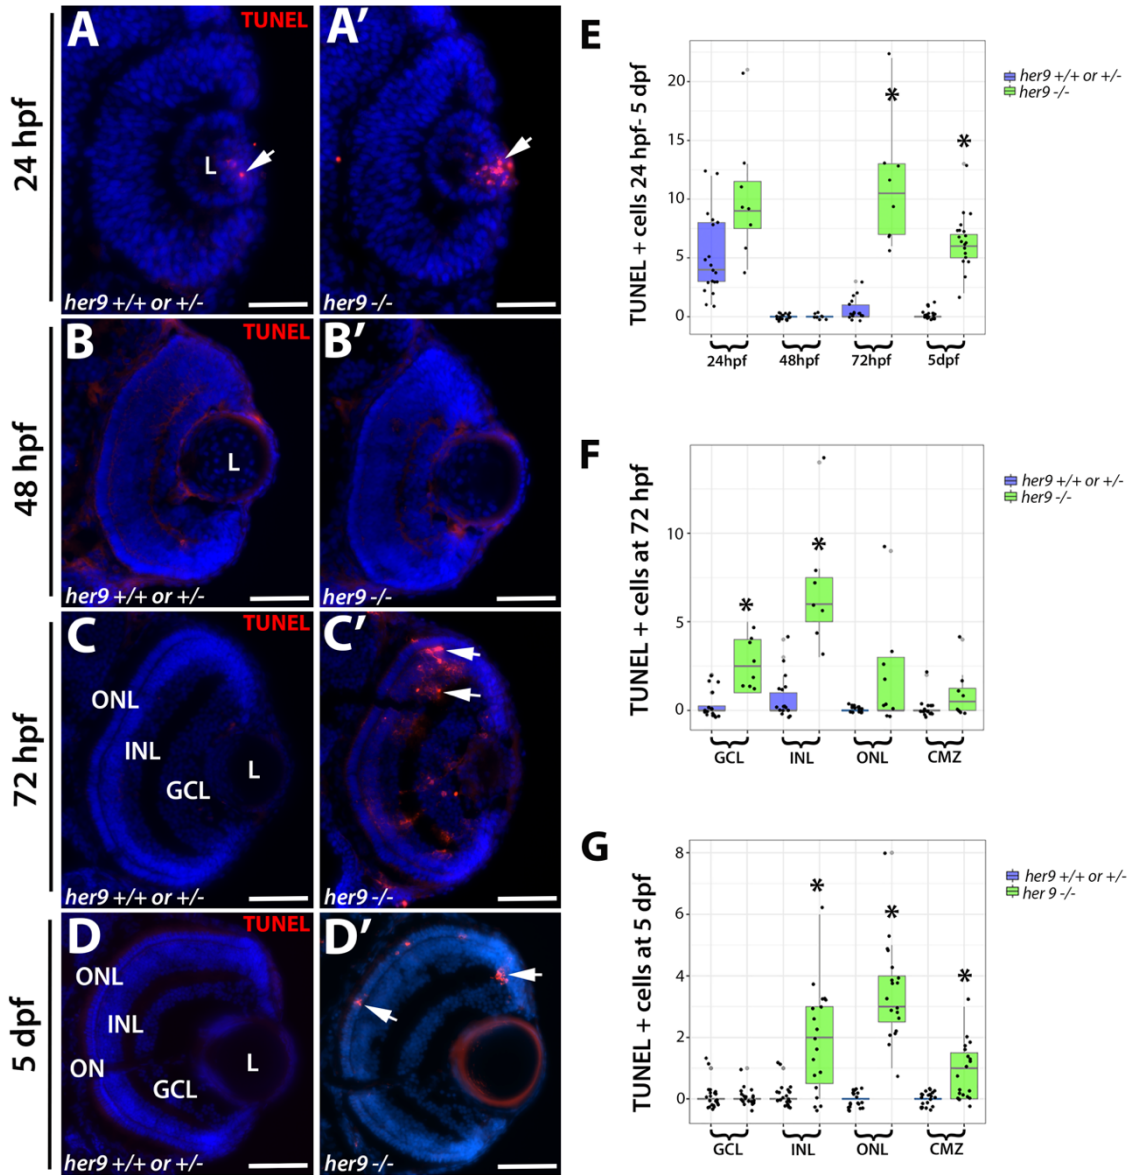 24 hpf
A
TUNEL
L
her9 +/+ or +/-
A'
her9 -/-
48 hpf
B
TUNEL
L
her9 +/+ or +/-
B'
her9 -/-
72 hpf
C
TUNEL
ONL
INL
GCL
L
her9 +/+ or +/-
C'
her9 -/-
5 dpf
D
TUNEL
ONL
INL
ON
GCL
L
her9 +/+ or +/-
D'
her9 -/-
E
TUNEL + cells 24 hpf- 5 dpf
20
15
10
5
0
*
*
24hpf 48hpf 72hpf 5dpf
her9 +/+ or +/-
her9 -/-
F
TUNEL + cells at 72 hpf
10
5
0
*
*
GCL INL ONL CMZ
her9 +/+ or +/-
her9 -/-
G
TUNEL + cells at 5 dpf
8
6
4
2
0
*
*
*
GCL INL ONL CMZ
her9 +/+ or +/-
her 9 -/-